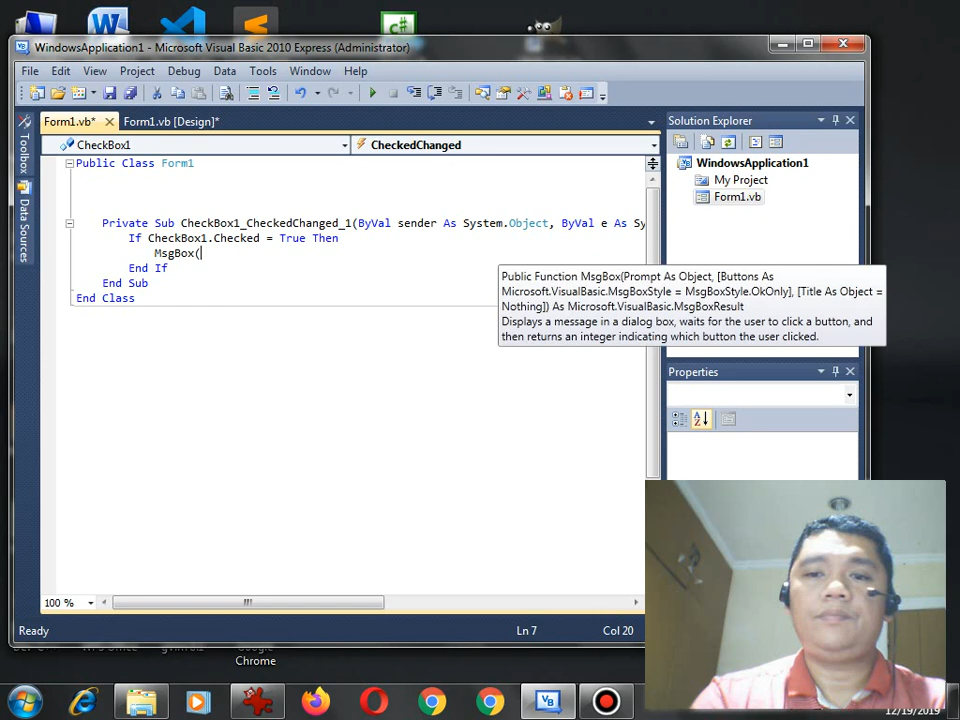 WindowsApplication1 - Microsoft Visual Basic 2010 Express (Administrator)
File Edit View Project Debug Data Tools Window Help
Form1.vb* Form1.vb [Design]*
Solution Explorer
CheckBox1 CheckedChanged
Toolbox
Data Sources
WindowsApplication1
My Project
Form1.vb
Public Class Form1
Private Sub CheckBox1_CheckedChanged_1(ByVal sender As System.Object, ByVal e As Sy
If CheckBox1.Checked = True Then
MsgBox(
End If
End Sub
End Class
Public Function MsgBox(Prompt As Object, [Buttons As
Microsoft.VisualBasic.MsgBoxStyle = MsgBoxStyle.OkOnly], [Title As Object =
Nothing]) As Microsoft.VisualBasic.MsgBoxResult
Displays a message in a dialog box, waits for the user to click a button, and
then returns an integer indicating which button the user clicked.
Properties
100 %
Ready Ln 7 Col 20
Chrome
12/19/2019